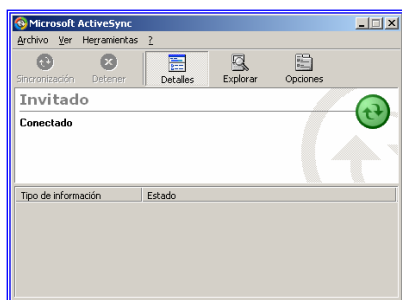 Microsoft ActiveSync
Archivo Ver Herramientas ?
Sincronización Detener Detalles Explorar Opciones
Invitado
Conectado
Tipo de información Estado